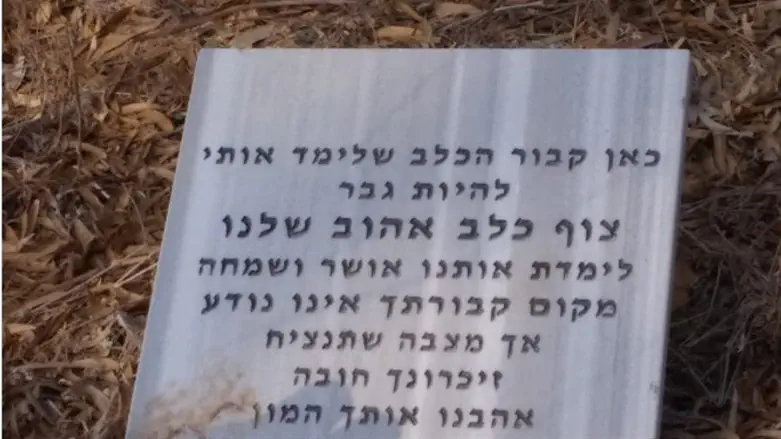 כאן קבור הכלב שלימד אותי
להיות גבר
צוף כלב אהוב שלנו
לימדת אותנו אושר ושמחה
מקום קבורתך אינו נודע
אך מצבה שתנציח
זיכרונך חובה
אהבנו אותך המון